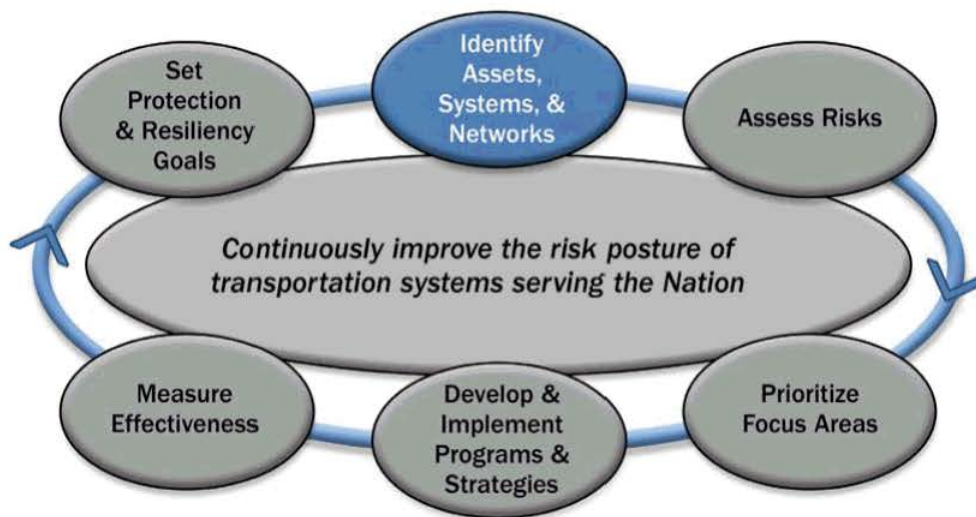 Set
Protection
& Resiliency
Goals
Identify
Assets,
Systems, &
Networks
Assess Risks
Continuously improve the risk posture of
transportation systems serving the Nation
Measure
Effectiveness
Develop &
Implement
Programs &
Strategies
Prioritize
Focus Areas